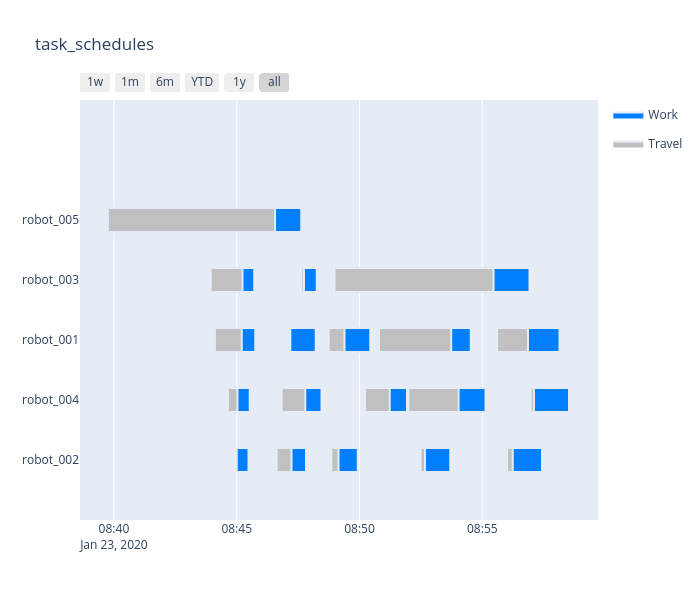 task_schedules
1w 1m 6m YTD 1y all
Work
Travel
robot_005
robot_003
robot_001
robot_004
robot_002
08:40 08:45 08:50 08:55
Jan 23, 2020